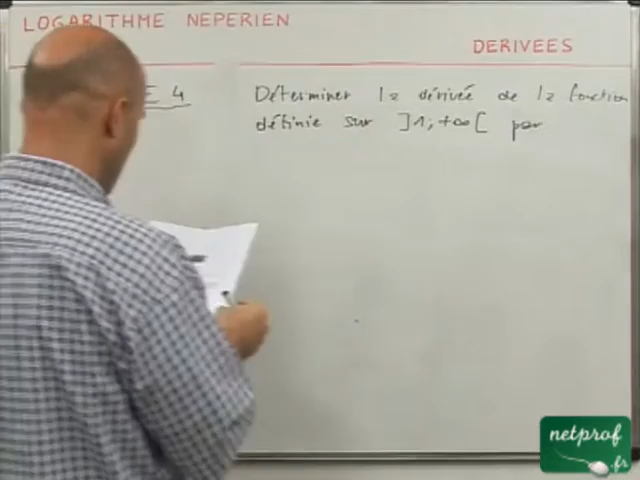 LOGARITHME NEPERIEN
DERIVEES
E 4
Déterminer la dérivée de la fonction
définie sur ]1;+∞[ par
netprof
.fr